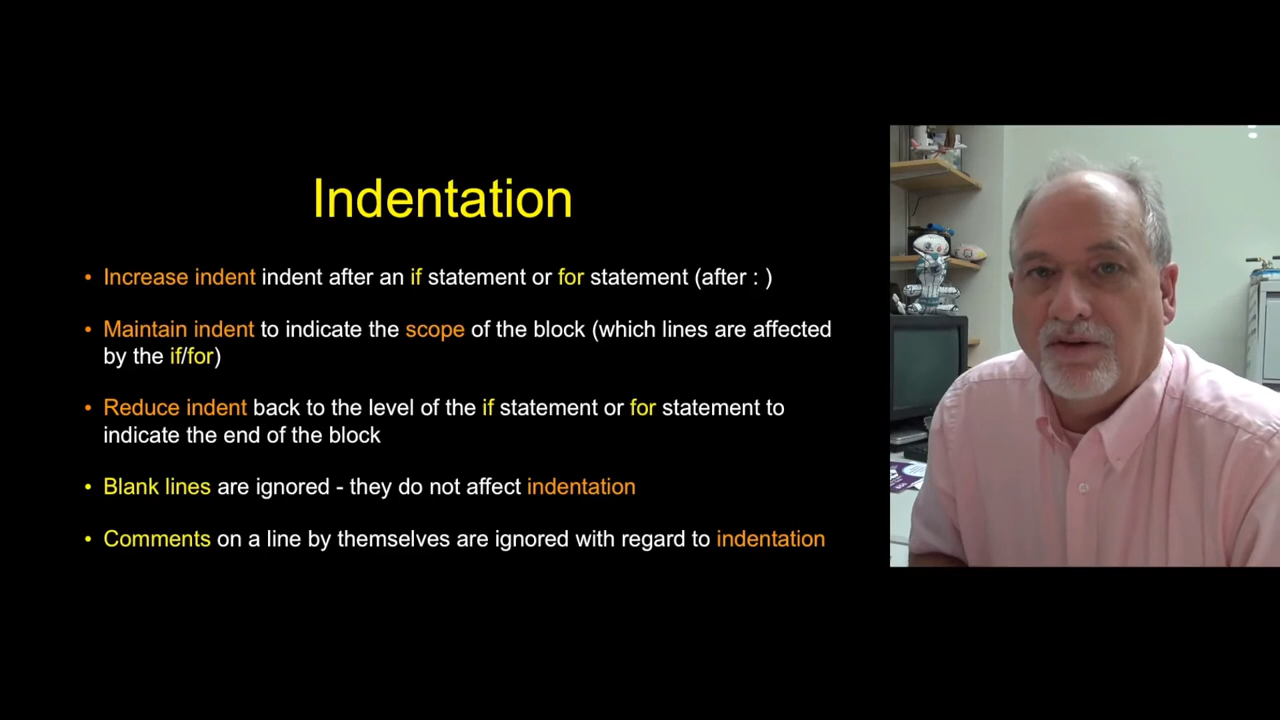 Indentation
• Increase indent indent after an if statement or for statement (after : )
• Maintain indent to indicate the scope of the block (which lines are affected
by the if/for)
• Reduce indent back to the level of the if statement or for statement to
indicate the end of the block
• Blank lines are ignored - they do not affect indentation
• Comments on a line by themselves are ignored with regard to indentation